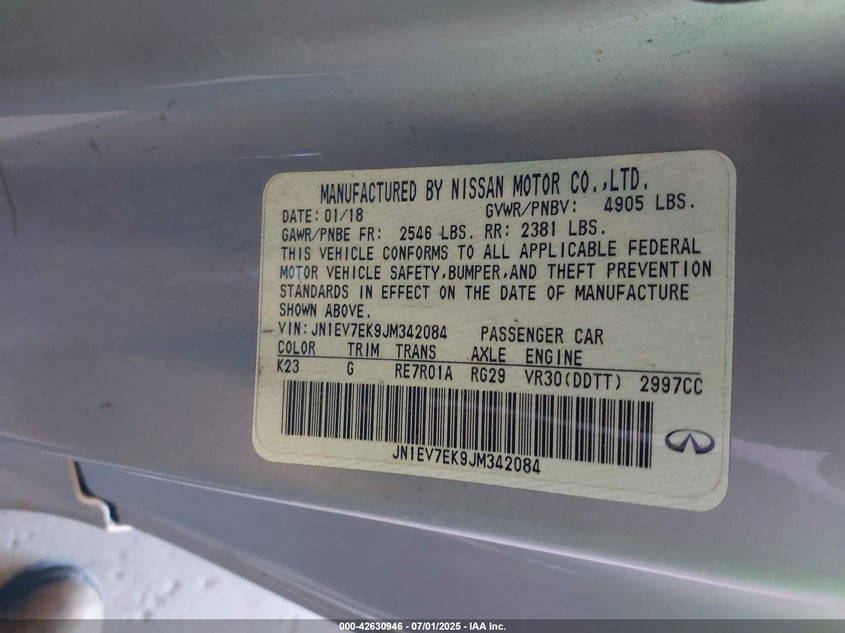 MANUFACTURED BY NISSAN MOTOR CO.,LTD.
DATE: 01/18 GVWR/PNBV: 4905 LBS.
GAWR/PNBE FR: 2546 LBS. RR: 2381 LBS.
THIS VEHICLE CONFORMS TO ALL APPLICABLE FEDERAL
MOTOR VEHICLE SAFETY,BUMPER,AND THEFT PREVENTION
STANDARDS IN EFFECT ON THE DATE OF MANUFACTURE
SHOWN ABOVE.
VIN: JN1EV7EK9JM342084 PASSENGER CAR
COLOR TRIM TRANS AXLE ENGINE
K23 G RE7R01A RG29 VR30(DDTT) 2997CC
JN1EV7EK9JM342084
000-42630946 - 07/01/2025 - IAA Inc.